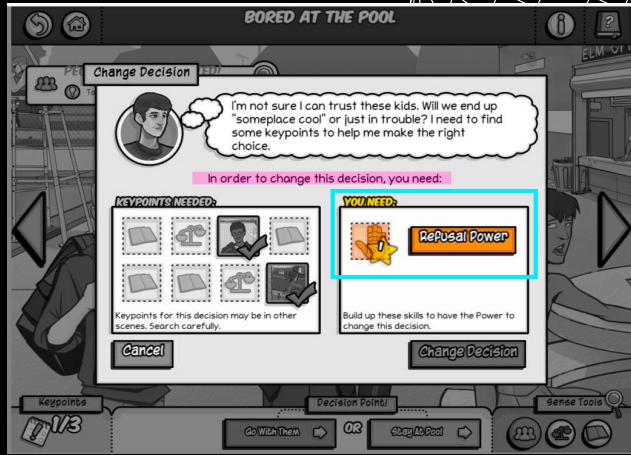 BORED AT THE POOL
ELM
Change Decision
I'm not sure I can trust these kids. Will we end up
"someplace cool" or just in trouble? I need to find
some keypoints to help me make the right
choice.
In order to change this decision, you need:
KEYPOINTS NEEDED:
Keypoints for this decision may be in other
scenes. Search carefully.
YOU NEED:
1
Refusal Power
Build up these skills to have the Power to
change this decision.
Cancel
Change Decision
Keypoints
1/3
Decision Point!
Go With Them
OR
Stay At Pool
Sense Tools